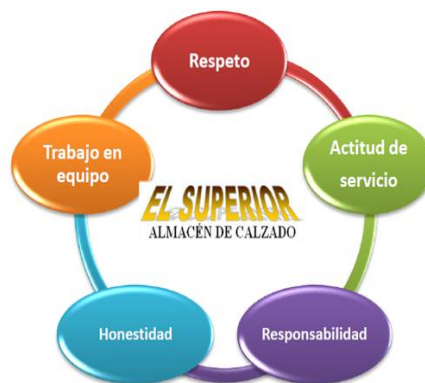 Respeto
Actitud de
servicio
Responsabilidad
Honestidad
Trabajo en
equipo
EL SUPERIOR
ALMACÉN DE CALZADO